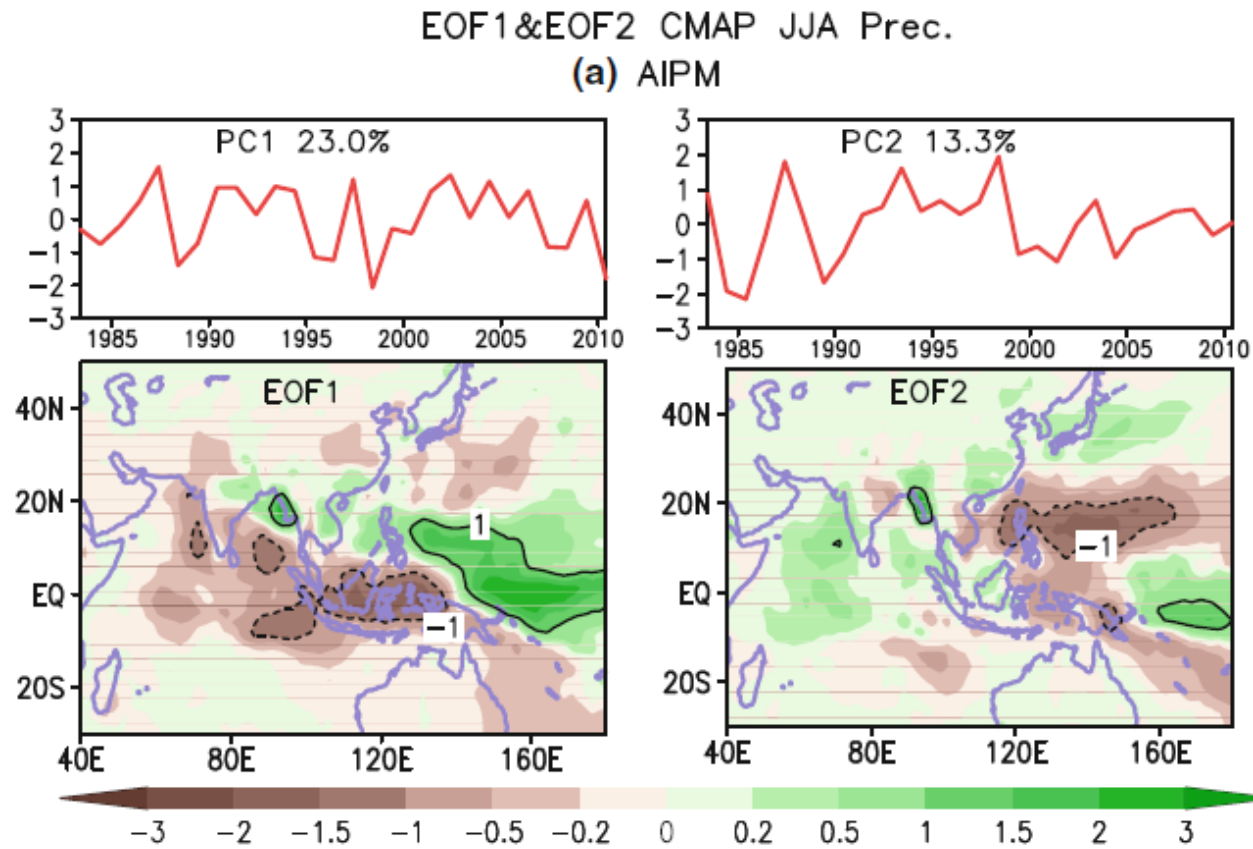 EOF1&EOF2 CMAP JJA Prec.
(a) AIPM
PC1 23.0%
3
2
1
0
-1
-2
-3
1985 1990 1995 2000 2005 2010
PC2 13.3%
3
2
1
0
-1
-2
-3
1985 1990 1995 2000 2005 2010
EOF1
40N
20N
EQ
20S
1
-1
40E 80E 120E 160E
EOF2
40N
20N
EQ
20S
-1
40E 80E 120E 160E
-3 -2 -1.5 -1 -0.5 -0.2 0 0.2 0.5 1 1.5 2 3